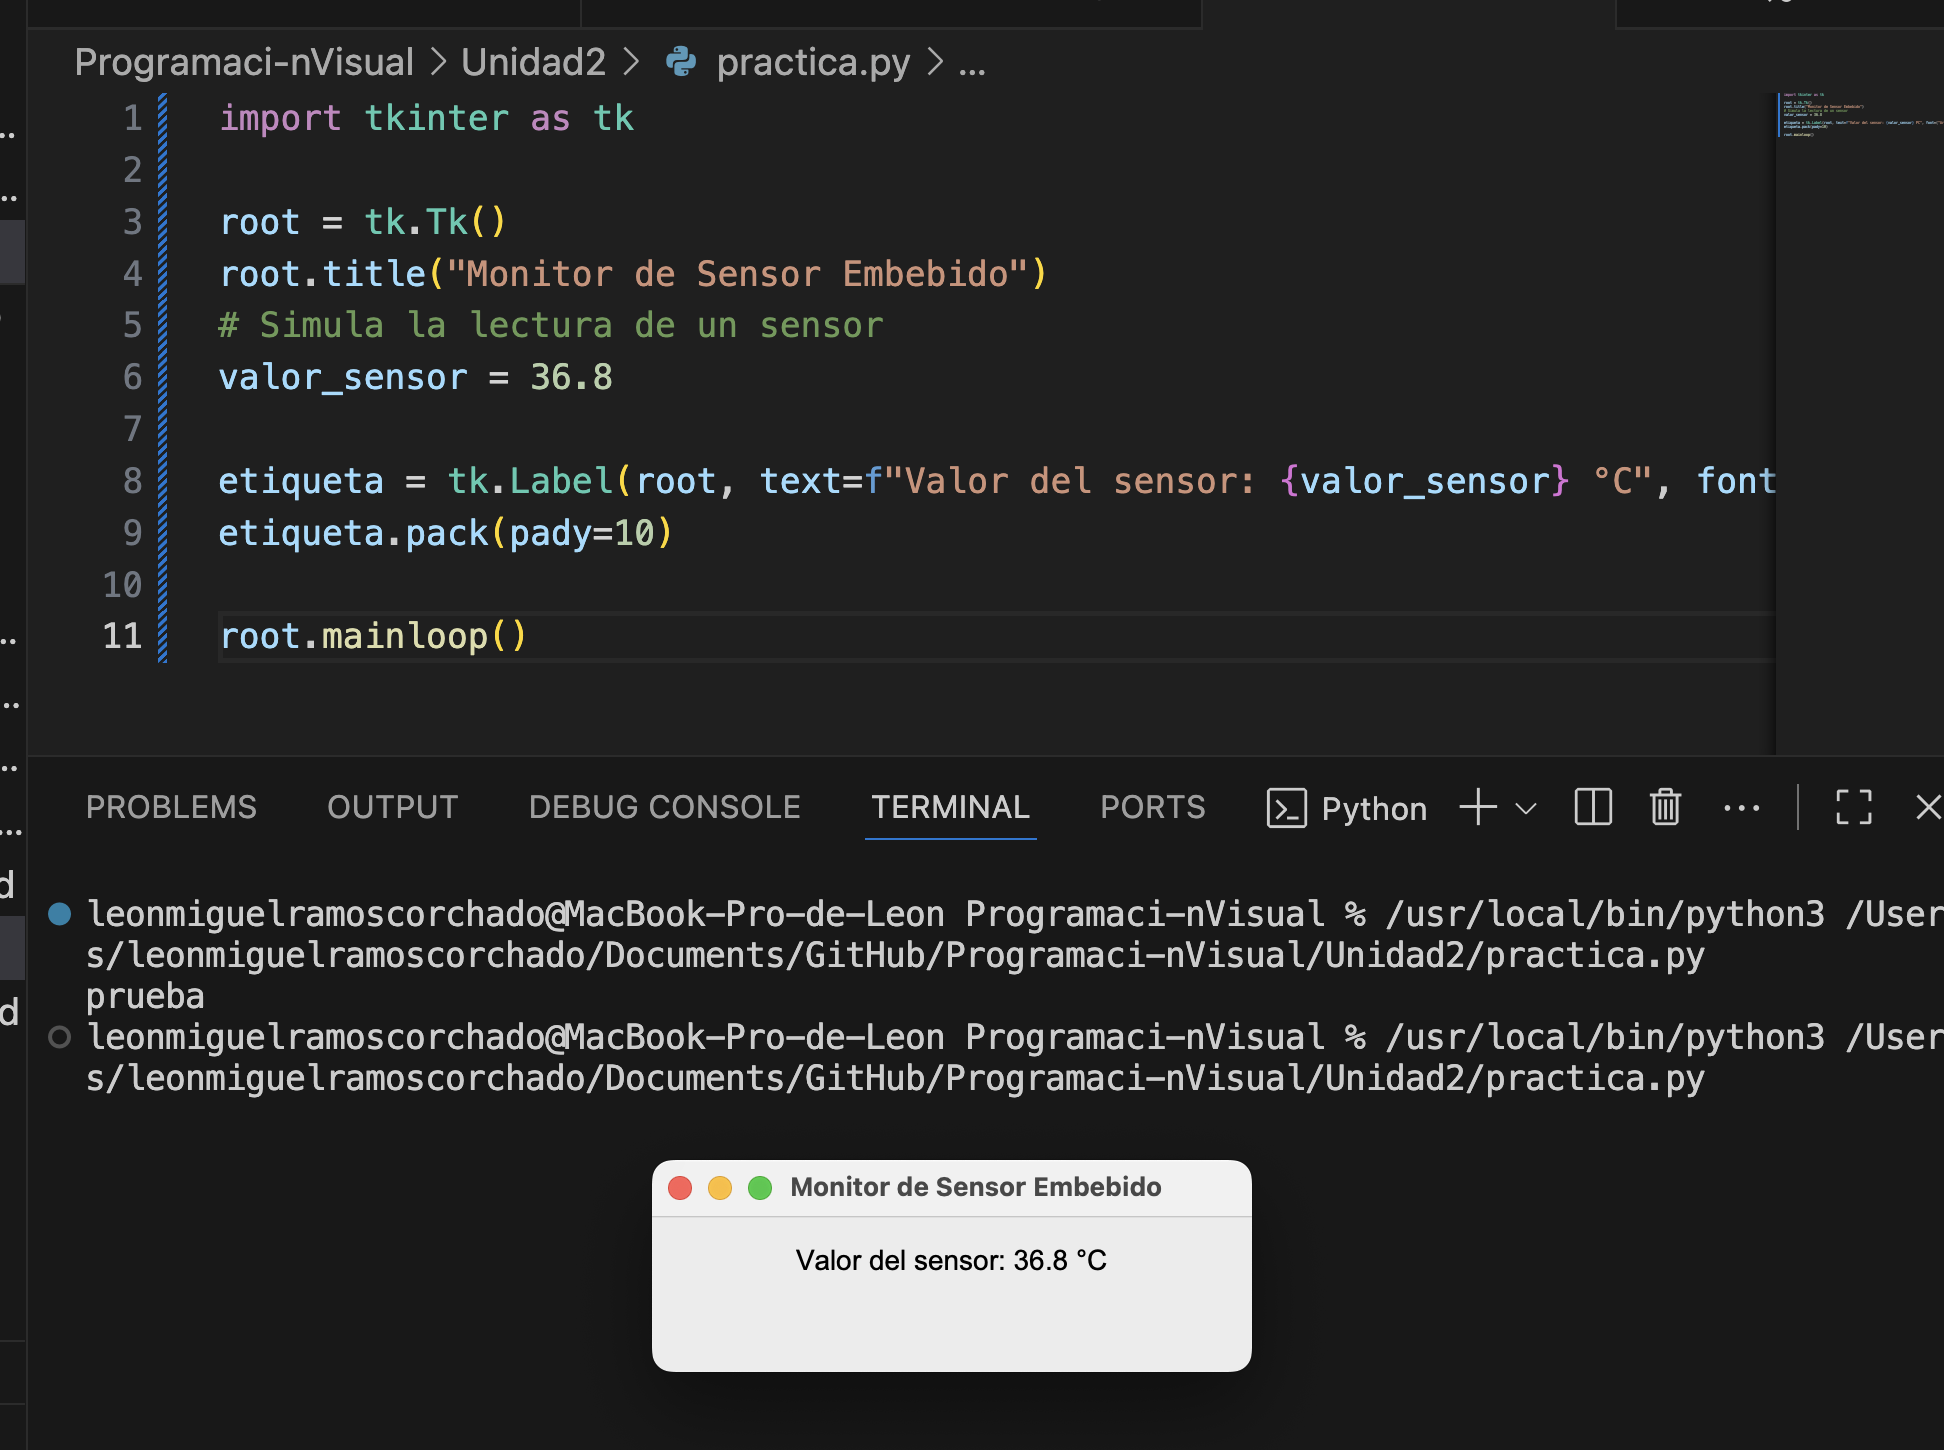 Programaci-nVisual > Unidad2 > practica.py > ...
1 import tkinter as tk
2
3 root = tk.Tk()
4 root.title("Monitor de Sensor Embebido")
5 # Simula la lectura de un sensor
6 valor_sensor = 36.8
7
8 etiqueta = tk.Label(root, text=f"Valor del sensor: {valor_sensor} °C", font
9 etiqueta.pack(pady=10)
10
11 root.mainloop()
PROBLEMS OUTPUT DEBUG CONSOLE TERMINAL PORTS Python
leonmiguelramoscorchado@MacBook-Pro-de-Leon Programaci-nVisual % /usr/local/bin/python3 /User
s/leonmiguelramoscorchado/Documents/GitHub/Programaci-nVisual/Unidad2/practica.py
prueba
leonmiguelramoscorchado@MacBook-Pro-de-Leon Programaci-nVisual % /usr/local/bin/python3 /User
s/leonmiguelramoscorchado/Documents/GitHub/Programaci-nVisual/Unidad2/practica.py
Monitor de Sensor Embebido
Valor del sensor: 36.8 °C